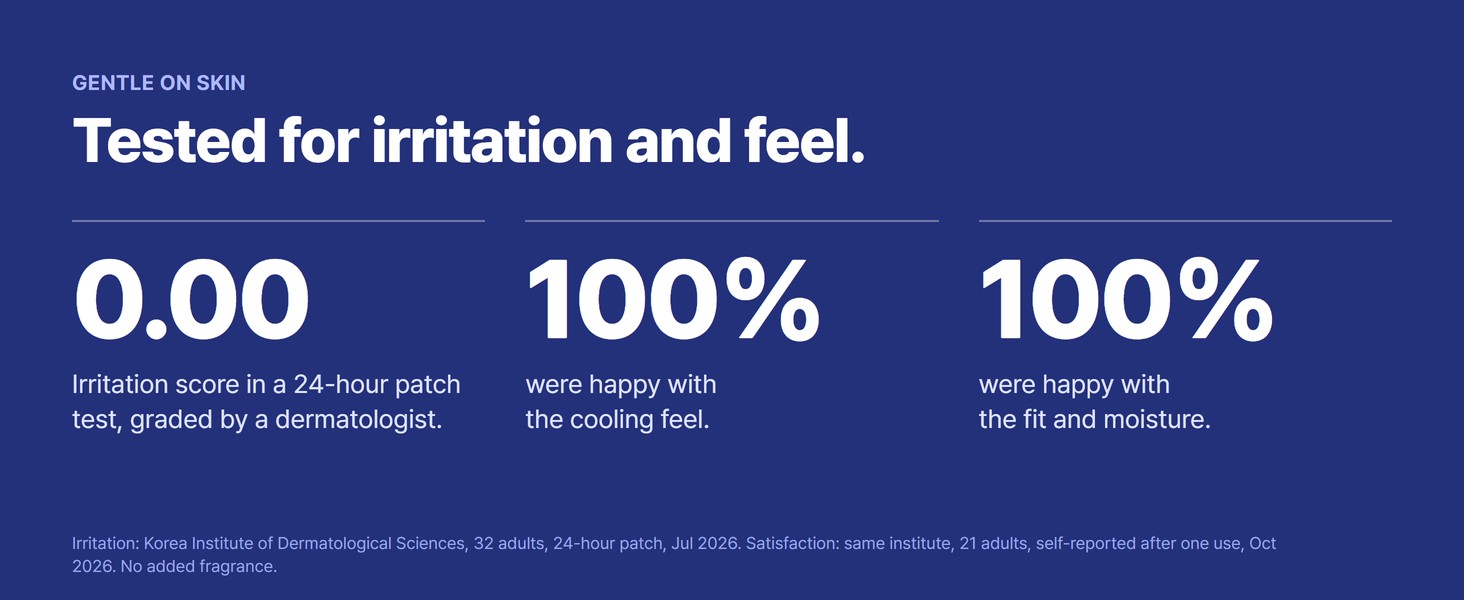 GENTLE ON SKIN
Tested for irritation and feel.
0.00
Irritation score in a 24-hour patch
test, graded by a dermatologist.
100%
were happy with
the cooling feel.
100%
were happy with
the fit and moisture.
Irritation: Korea Institute of Dermatological Sciences, 32 adults, 24-hour patch, Jul 2026. Satisfaction: same institute, 21 adults, self-reported after one use, Oct
2026. No added fragrance.